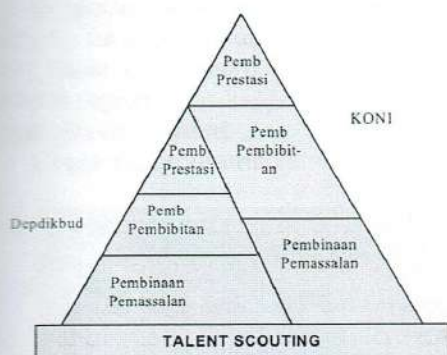 Pemb
Prestasi
KONI
Pemb
Pembibit-
an
Pemb
Prestasi
Depdikbud
Pemb
Pembibitan
Pembinaan
Pemassalan
Pembinaan
Pemassalan
TALENT SCOUTING